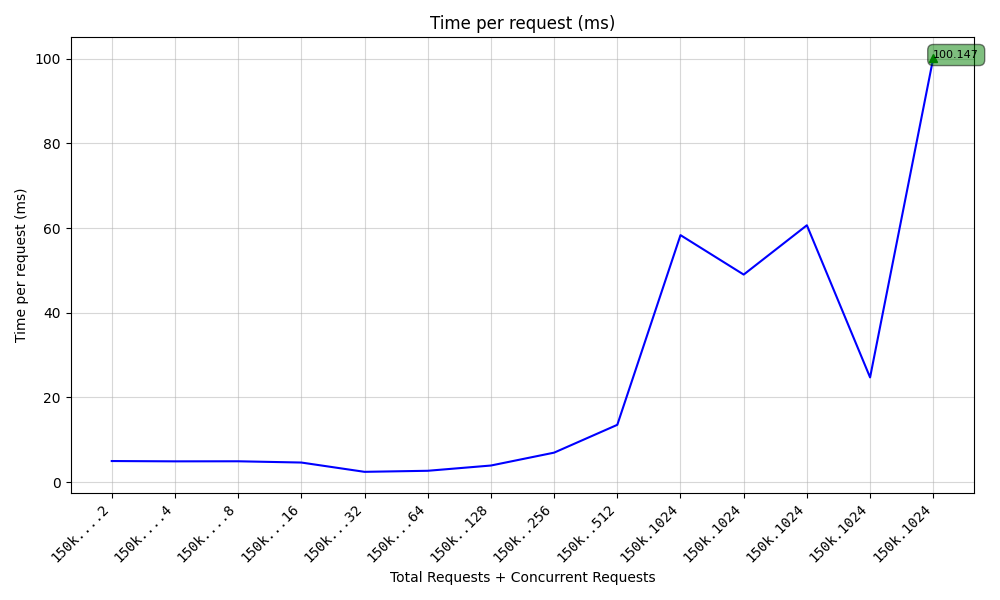 Time per request (ms)
100.147
Time per request (ms)
100
80
60
40
20
0
150k....2
150k....4
150k....8
150k...16
150k...32
150k...64
150k..128
150k..256
150k..512
150k.1024
150k.1024
150k.1024
150k.1024
150k.1024
Total Requests + Concurrent Requests